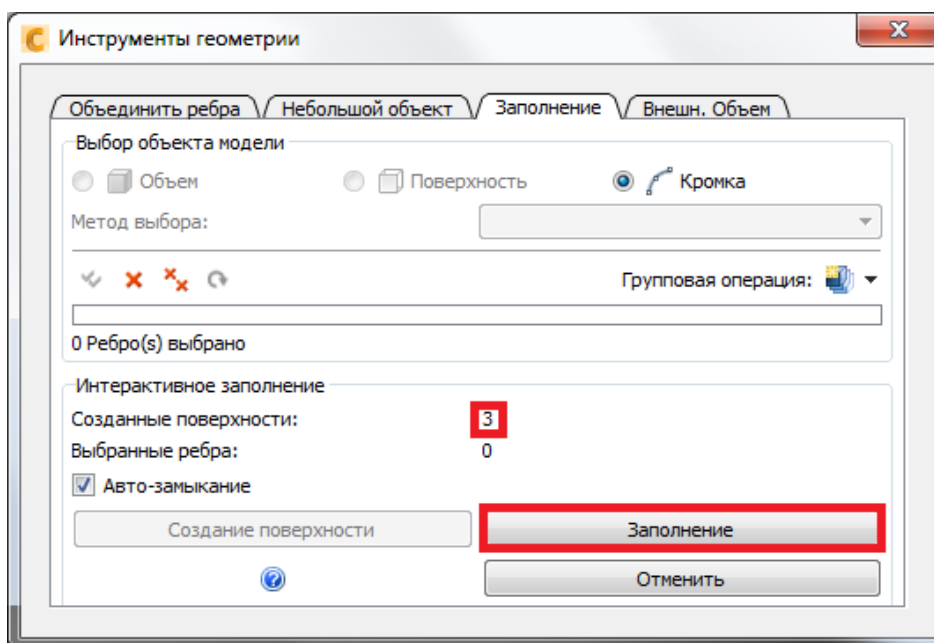 Инструменты геометрии
Объединить ребра Небольшой объект Заполнение Внешн. Объем
Выбор объекта модели
Объем Поверхность Кромка
Метод выбора:
Групповая операция:
0 Ребро(s) выбрано
Интерактивное заполнение
Созданные поверхности: 3
Выбранные ребра: 0
Авто-замыкание
Создание поверхности Заполнение
Отменить